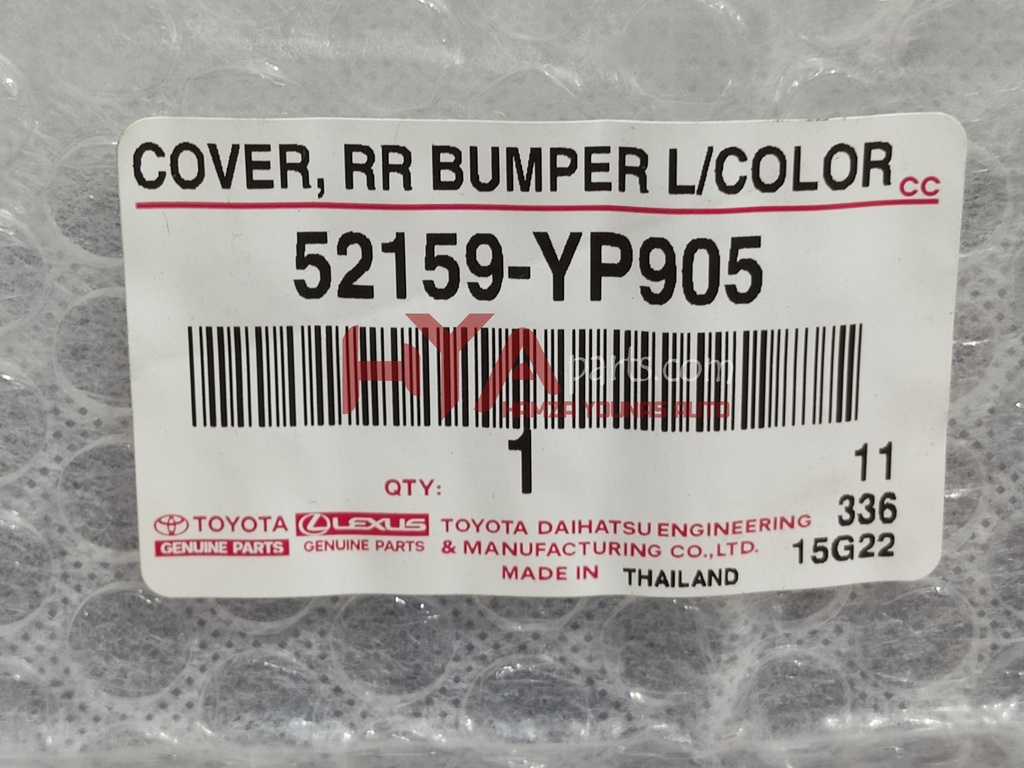 COVER, RR BUMPER L/COLOR CC
52159-YP905
HYA parts.com
HAMZA YOUNAS AUTO
1
QTY:
11
336
15G22
TOYOTA
GENUINE PARTS
LEXUS
GENUINE PARTS
TOYOTA DAIHATSU ENGINEERING
& MANUFACTURING CO.,LTD.
MADE IN THAILAND